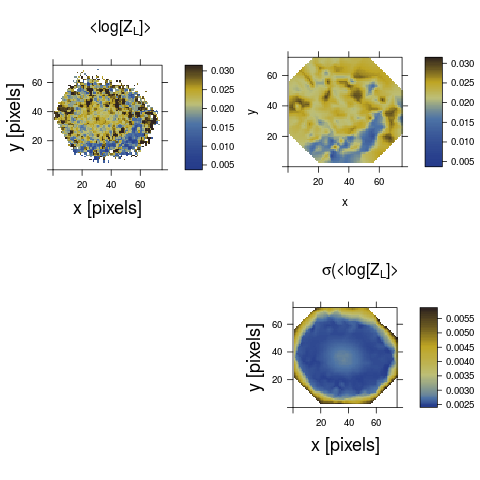 <log[Z_L]>
0.030
0.025
0.020
0.015
0.010
0.005
60
40
20
y [pixels]
20 40 60
x [pixels]
0.030
0.025
0.020
0.015
0.010
0.005
60
40
20
y
20 40 60
x
σ(<log[Z_L]>
0.0055
0.0050
0.0045
0.0040
0.0035
0.0030
0.0025
60
40
20
y [pixels]
20 40 60
x [pixels]